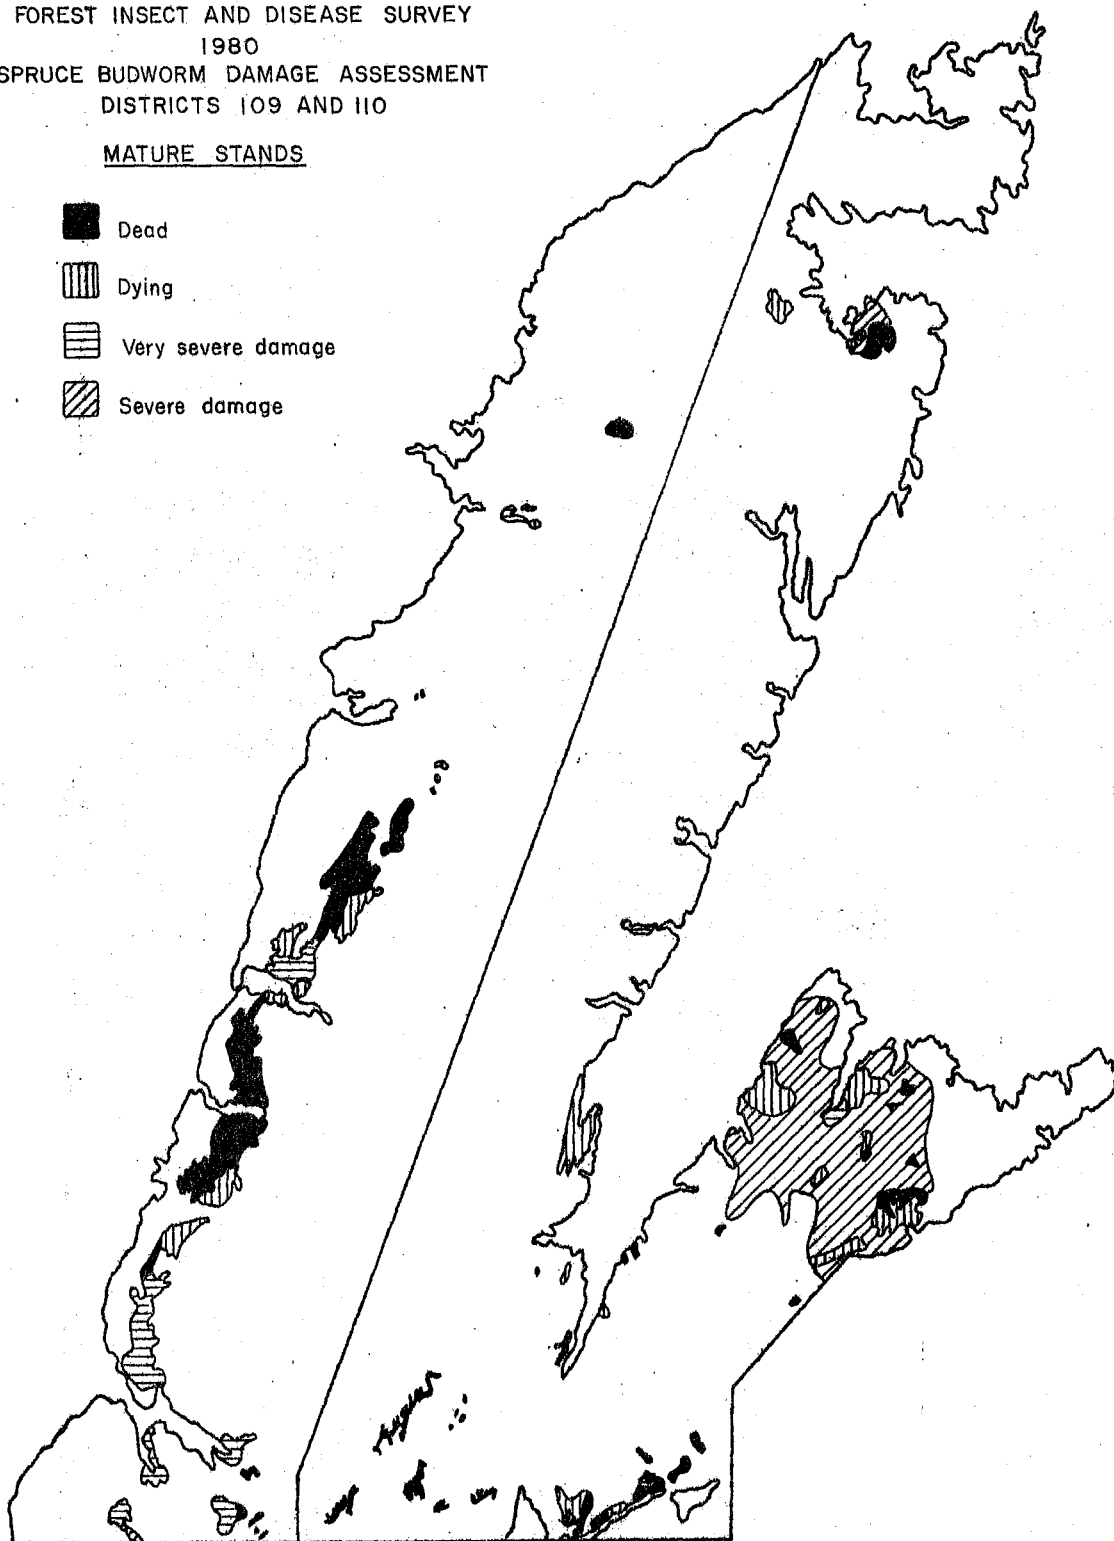 FOREST INSECT AND DISEASE SURVEY
1980
SPRUCE BUDWORM DAMAGE ASSESSMENT
DISTRICTS 109 AND 110
MATURE STANDS
Dead
Dying
Very severe damage
Severe damage